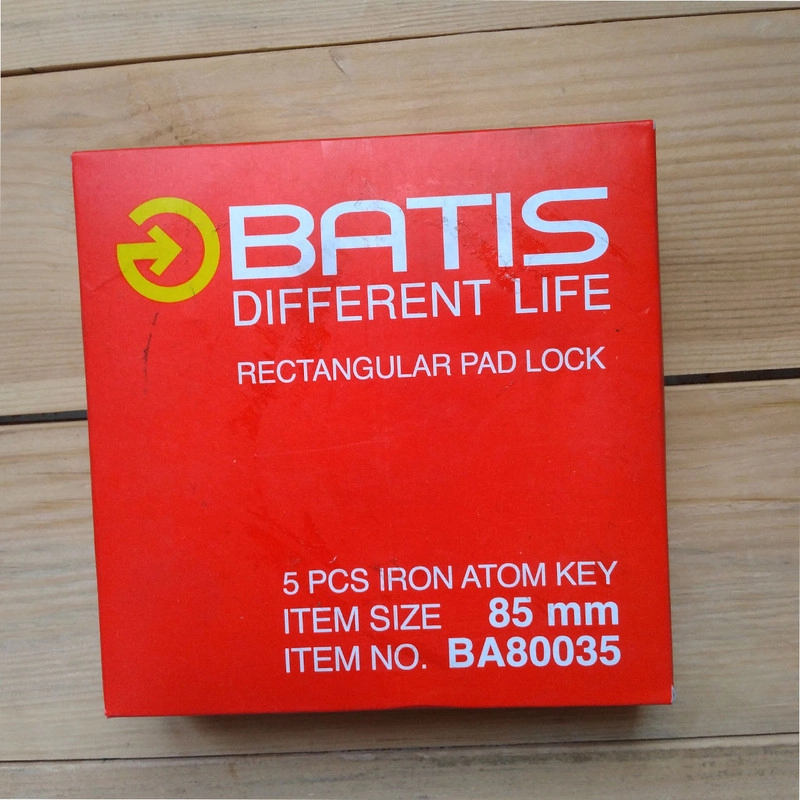 BATIS
DIFFERENT LIFE
RECTANGULAR PAD LOCK
5 PCS IRON ATOM KEY
ITEM SIZE 85 mm
ITEM NO. BA80035